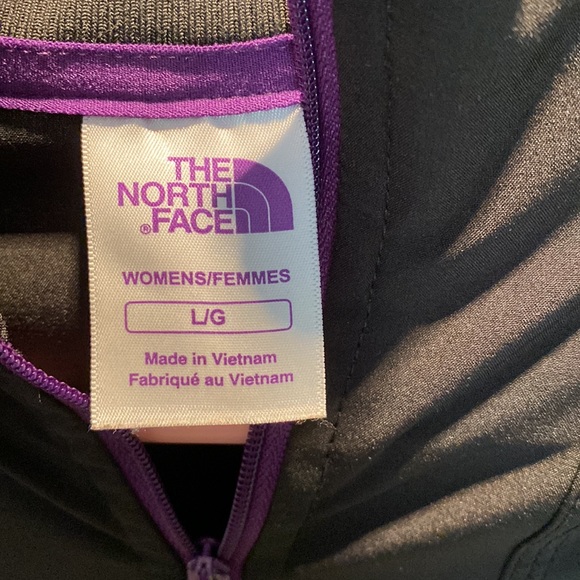 THE
NORTH
FACE®
WOMENS/FEMMES
L/G
Made in Vietnam
Fabriqué au Vietnam